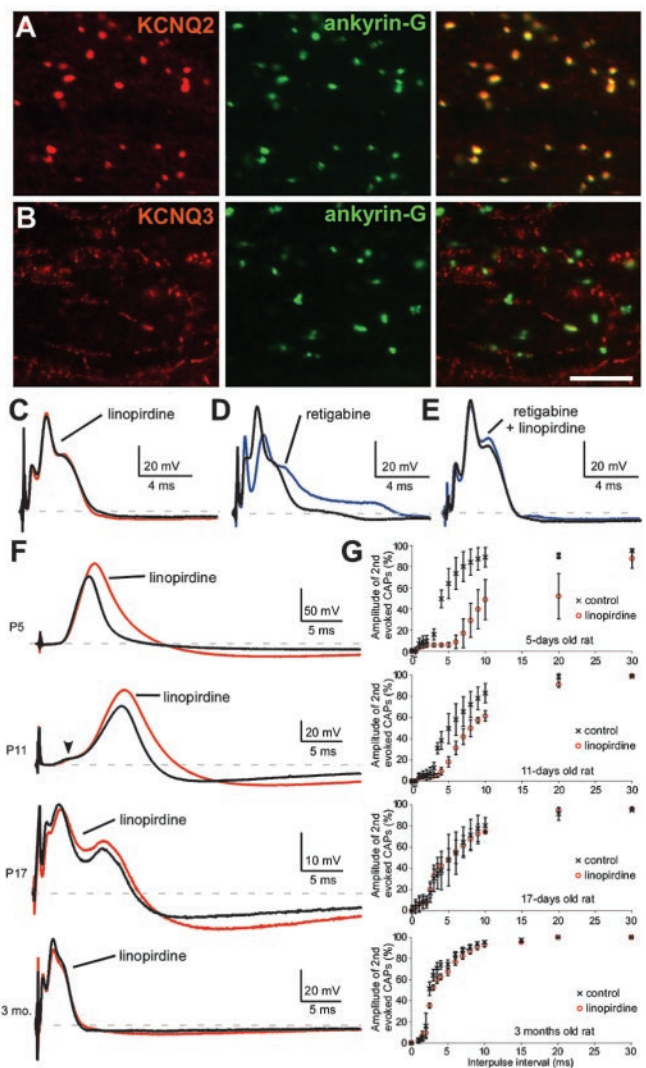 A KCNQ2 ankyrin-G
B KCNQ3 ankyrin-G
C linopirdine 20 mV 4 ms
D retigabine 20 mV 4 ms
E retigabine + linopirdine 20 mV 4 ms
F
P5 linopirdine 50 mV 5 ms
P11 linopirdine 20 mV 5 ms
P17 linopirdine 10 mV 5 ms
3 mo. linopirdine 20 mV 5 ms
G
Amplitude of 2nd
evoked CAPs (%)
100
80
60
40
20
0
control
linopirdine
5-days old rat
0 5 10 15 20 25 30
Amplitude of 2nd
evoked CAPs (%)
100
80
60
40
20
0
control
linopirdine
11-days old rat
0 5 10 15 20 25 30
Amplitude of 2nd
evoked CAPs (%)
100
80
60
40
20
0
control
linopirdine
17-days old rat
0 5 10 15 20 25 30
Amplitude of 2nd
evoked CAPs (%)
100
80
60
40
20
0
control
linopirdine
3 months old rat
0 5 10 15 20 25 30
Interpulse interval (ms)